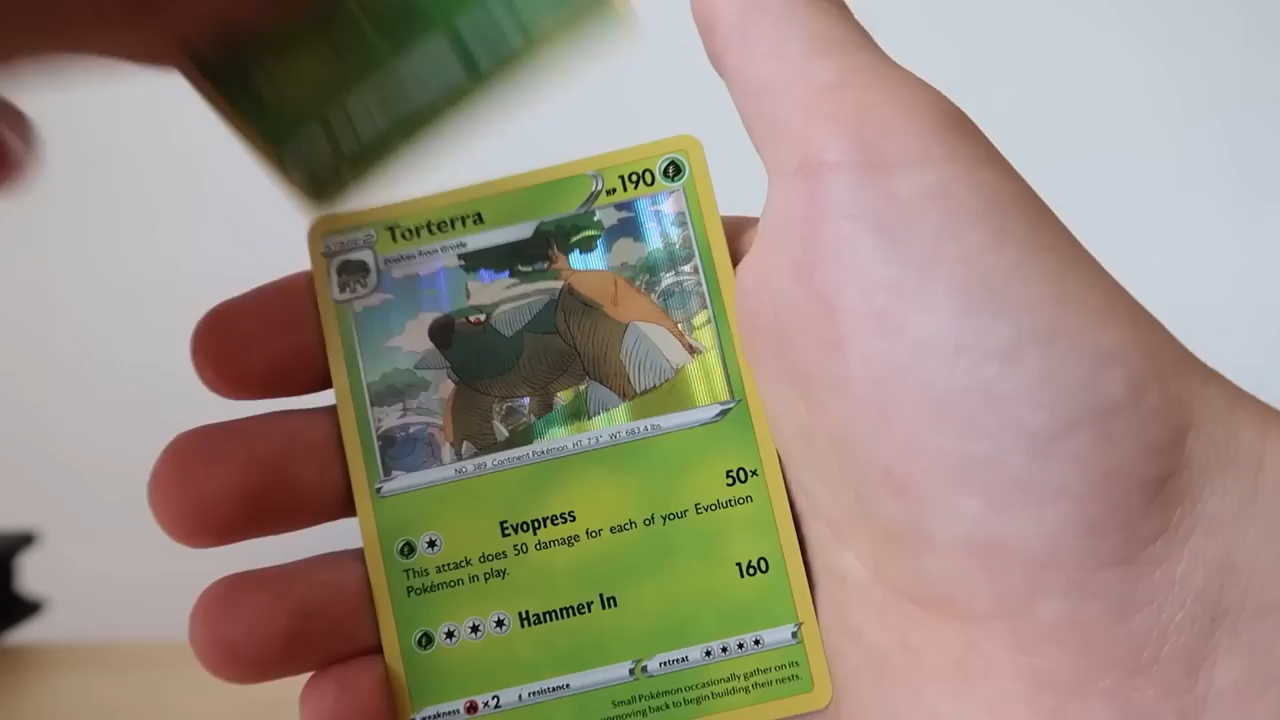 STAGE 2
Torterra
HP 190
Evolves from Grotle
NO. 389 Continent Pokémon HT 7'3" WT 683.4 lbs
Evopress 50×
This attack does 50 damage for each of your Evolution
Pokémon in play.
Hammer In 160
weakness ×2 resistance retreat
Small Pokémon occasionally gather on its
unmoving back to begin building their nests.